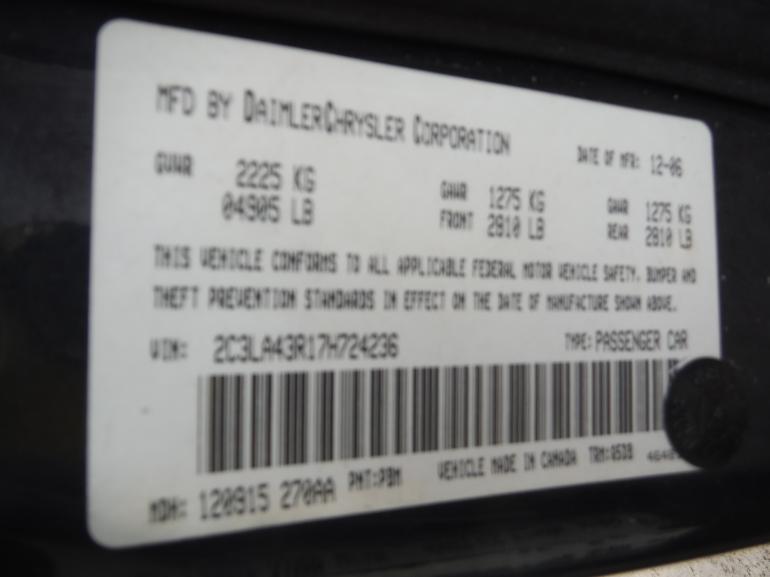 MFD BY DAIMLERCHRYSLER CORPORATION
DATE OF MFR: 12-06
GVWR 2225 KG
04905 LB
GAWR 1275 KG
FRONT 2810 LB
GAWR 1275 KG
REAR 2810 LB
THIS VEHICLE CONFORMS TO ALL APPLICABLE FEDERAL MOTOR VEHICLE SAFETY, BUMPER AND
THEFT PREVENTION STANDARDS IN EFFECT ON THE DATE OF MANUFACTURE SHOWN ABOVE.
VIN: 2C3LA43R17H724236
TYPE: PASSENGER CAR
MDH: 120915 270AA
PNT:PBM
VEHICLE MADE IN CANADA